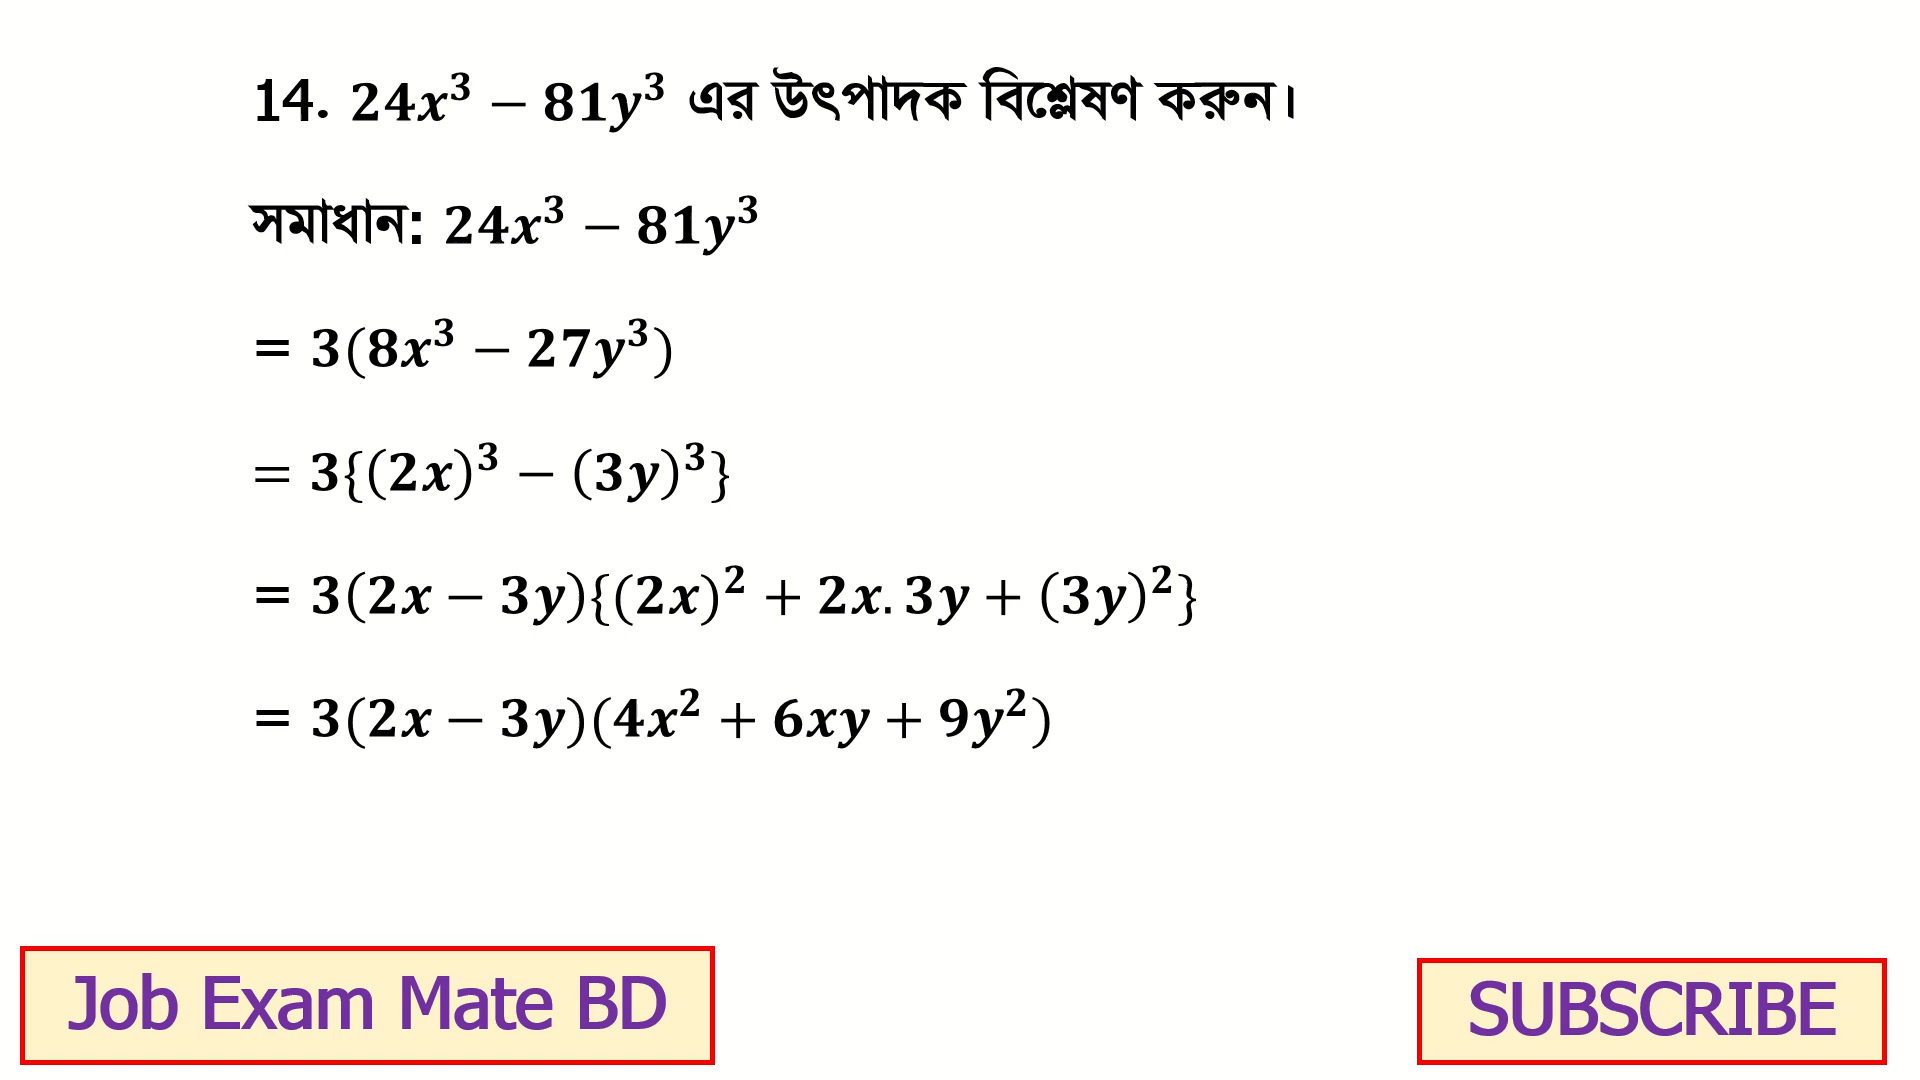 14. 24x³ − 81y³ এর উৎপাদক বিশ্লেষণ করুন।
সমাধান: 24x³ − 81y³
= 3(8x³ − 27y³)
= 3{(2x)³ − (3y)³}
= 3(2x − 3y){(2x)² + 2x.3y + (3y)²}
= 3(2x − 3y)(4x² + 6xy + 9y²)
Job Exam Mate BD
SUBSCRIBE